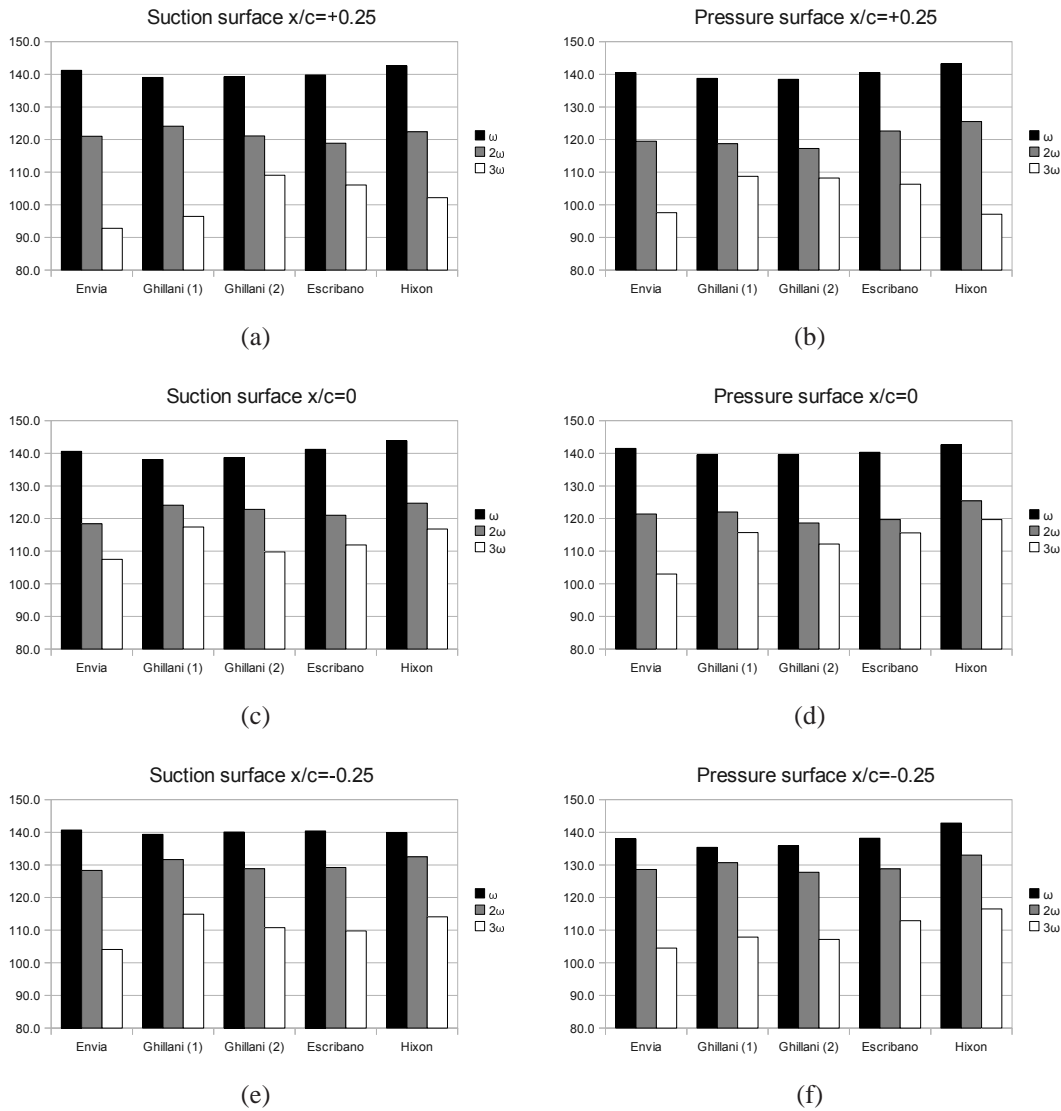 Suction surface x/c=+0.25
150.0
140.0
130.0
120.0
110.0
100.0
90.0
80.0
Envia Ghillani (1) Ghillani (2) Escribano Hixon
ω
2ω
3ω
(a)
Pressure surface x/c=+0.25
150.0
140.0
130.0
120.0
110.0
100.0
90.0
80.0
Envia Ghillani (1) Ghillani (2) Escribano Hixon
ω
2ω
3ω
(b)
Suction surface x/c=0
150.0
140.0
130.0
120.0
110.0
100.0
90.0
80.0
Envia Ghillani (1) Ghillani (2) Escribano Hixon
ω
2ω
3ω
(c)
Pressure surface x/c=0
150.0
140.0
130.0
120.0
110.0
100.0
90.0
80.0
Envia Ghillani (1) Ghillani (2) Escribano Hixon
ω
2ω
3ω
(d)
Suction surface x/c=-0.25
150.0
140.0
130.0
120.0
110.0
100.0
90.0
80.0
Envia Ghillani (1) Ghillani (2) Escribano Hixon
ω
2ω
3ω
(e)
Pressure surface x/c=-0.25
150.0
140.0
130.0
120.0
110.0
100.0
90.0
80.0
Envia Ghillani (1) Ghillani (2) Escribano Hixon
ω
2ω
3ω
(f)